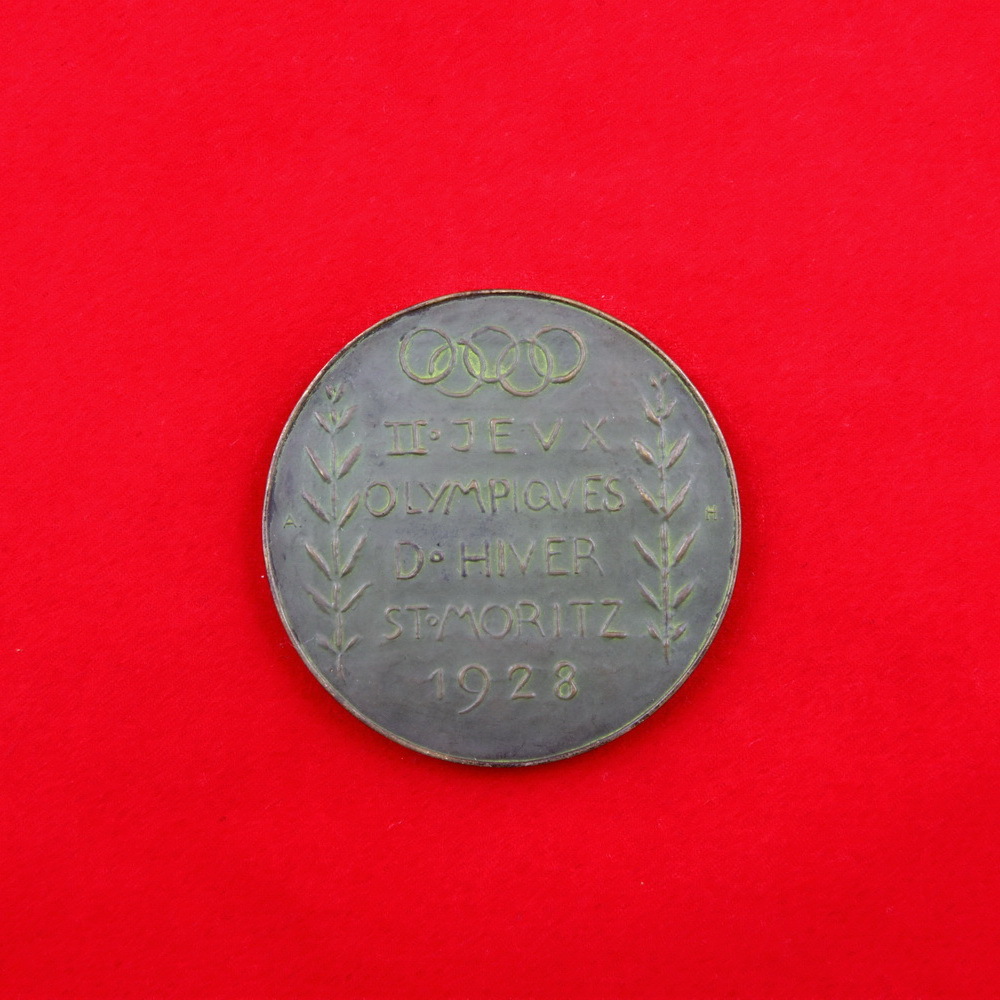 II·JEVX
OLYMPIQVES
A. H.
D·HIVER
ST·MORITZ
1928